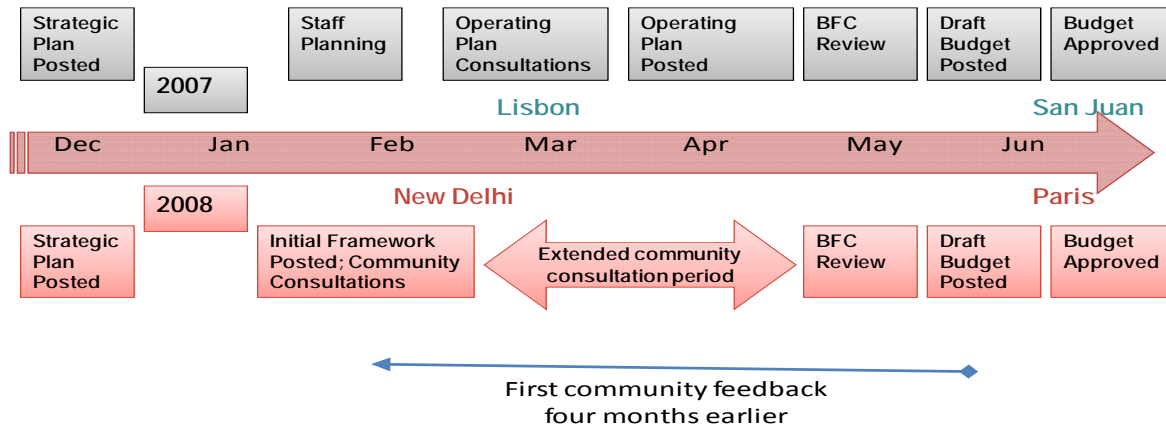 Strategic
Plan
Posted
Staff
Planning
Operating
Plan
Consultations
Operating
Plan
Posted
BFC
Review
Draft
Budget
Posted
Budget
Approved
2007
Lisbon
San Juan
Dec Jan Feb Mar Apr May Jun
2008
New Delhi
Paris
Strategic
Plan
Posted
Initial Framework
Posted; Community
Consultations
Extended community
consultation period
BFC
Review
Draft
Budget
Posted
Budget
Approved
First community feedback
four months earlier